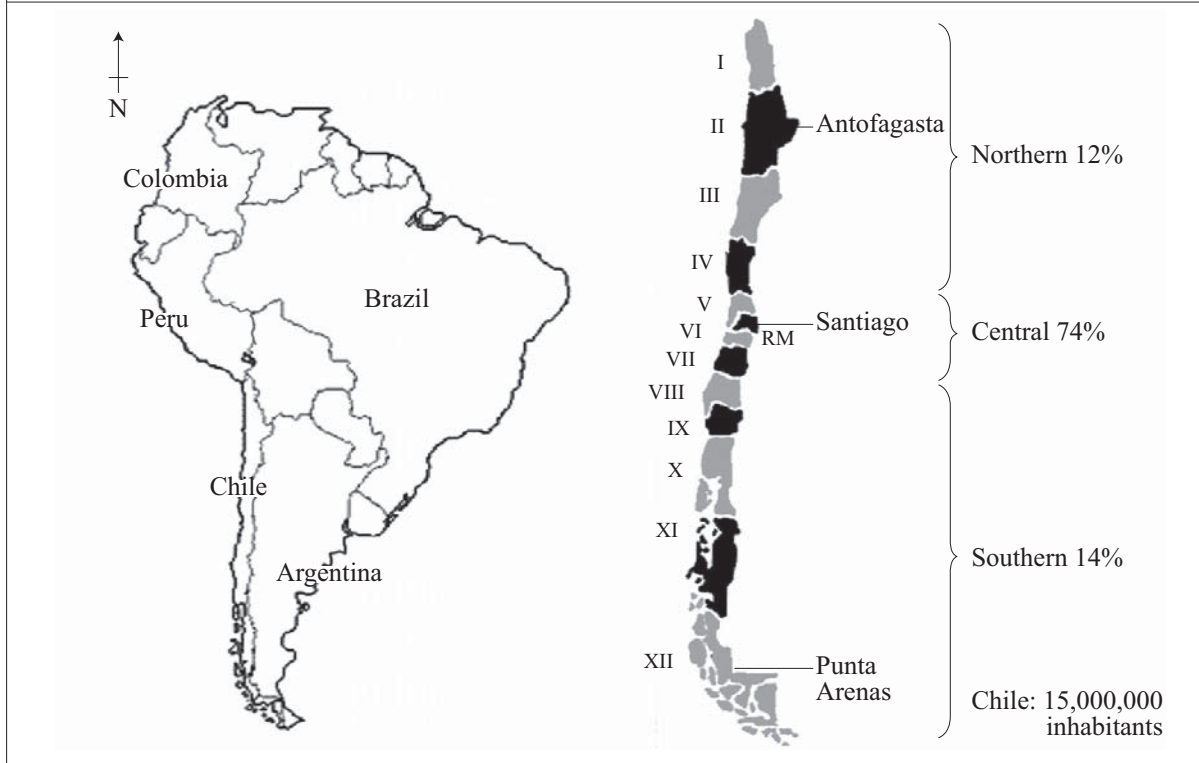 N
Colombia
Peru
Brazil
Chile
Argentina
I
II
III
IV
V
VI
RM
VII
VIII
IX
X
XI
XII
Antofagasta
Santiago
Punta
Arenas
Northern 12%
Central 74%
Southern 14%
Chile: 15,000,000
inhabitants